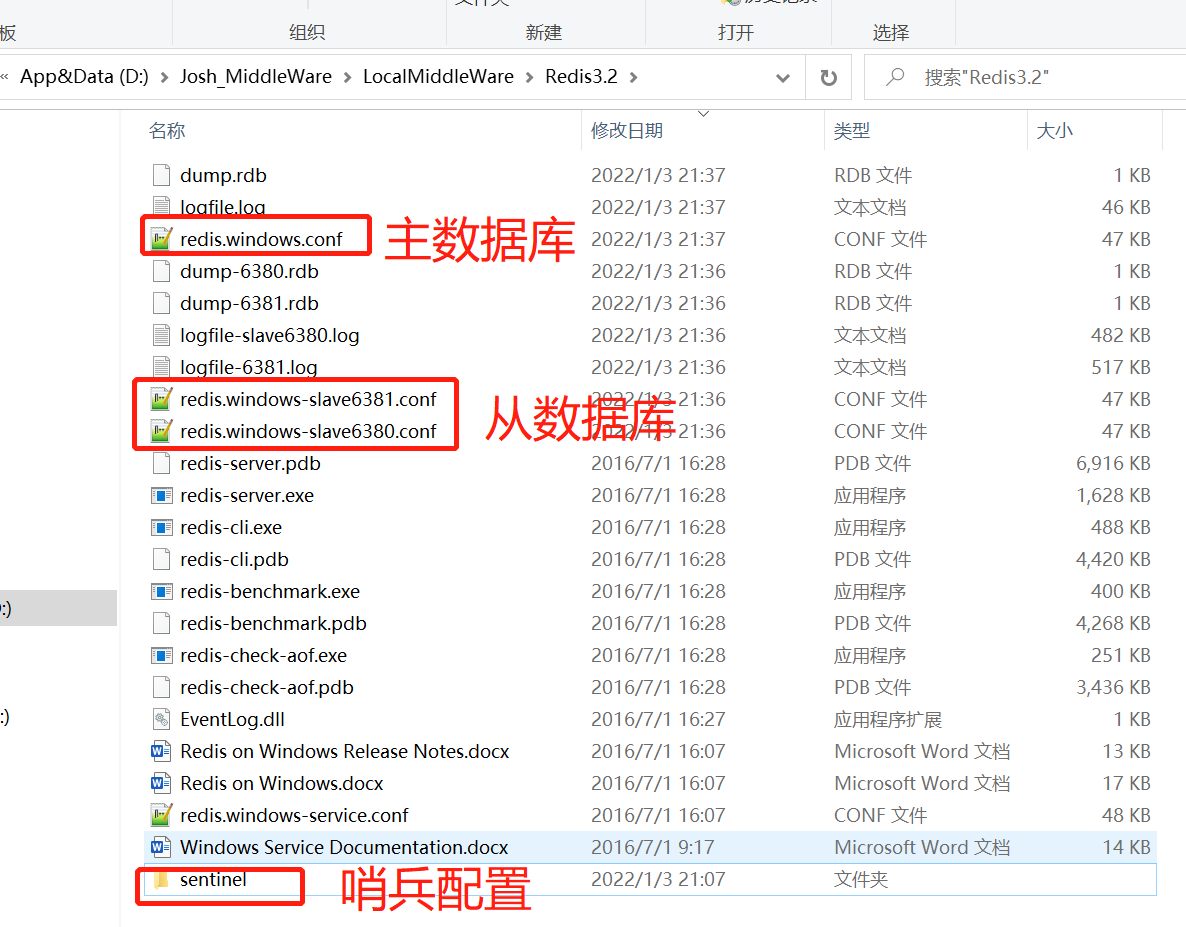 板 组织 新建 打开 选择
« App&Data (D:) > Josh_MiddleWare > LocalMiddleWare > Redis3.2 > 搜索"Redis3.2"
名称 修改日期 类型 大小
dump.rdb 2022/1/3 21:37 RDB 文件 1 KB
logfile.log 2022/1/3 21:37 文本文档 46 KB
redis.windows.conf 主数据库 2022/1/3 21:37 CONF 文件 47 KB
dump-6380.rdb 2022/1/3 21:36 RDB 文件 1 KB
dump-6381.rdb 2022/1/3 21:36 RDB 文件 1 KB
logfile-slave6380.log 2022/1/3 21:36 文本文档 482 KB
logfile-6381.log 2022/1/3 21:36 文本文档 517 KB
redis.windows-slave6381.conf 2022/1/3 21:36 CONF 文件 47 KB
从数据库
redis.windows-slave6380.conf 2022/1/3 21:36 CONF 文件 47 KB
redis-server.pdb 2016/7/1 16:28 PDB 文件 6,916 KB
redis-server.exe 2016/7/1 16:28 应用程序 1,628 KB
redis-cli.exe 2016/7/1 16:28 应用程序 488 KB
redis-cli.pdb 2016/7/1 16:28 PDB 文件 4,420 KB
redis-benchmark.exe 2016/7/1 16:28 应用程序 400 KB
redis-benchmark.pdb 2016/7/1 16:28 PDB 文件 4,268 KB
redis-check-aof.exe 2016/7/1 16:28 应用程序 251 KB
redis-check-aof.pdb 2016/7/1 16:28 PDB 文件 3,436 KB
EventLog.dll 2016/7/1 16:27 应用程序扩展 1 KB
Redis on Windows Release Notes.docx 2016/7/1 16:07 Microsoft Word 文档 13 KB
Redis on Windows.docx 2016/7/1 16:07 Microsoft Word 文档 17 KB
redis.windows-service.conf 2016/7/1 16:07 CONF 文件 48 KB
Windows Service Documentation.docx 2016/7/1 9:17 Microsoft Word 文档 14 KB
sentinel 哨兵配置 2022/1/3 21:07 文件夹